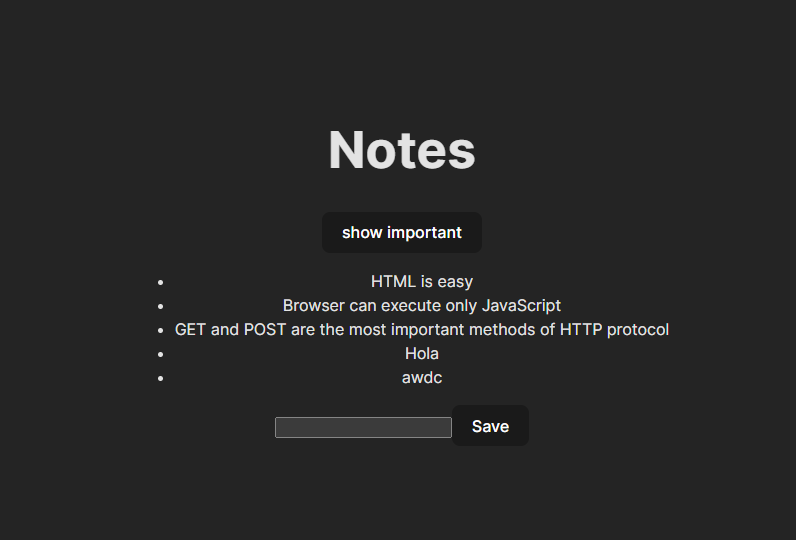 Notes
show important
HTML is easy
Browser can execute only JavaScript
GET and POST are the most important methods of HTTP protocol
Hola
awdc
Save